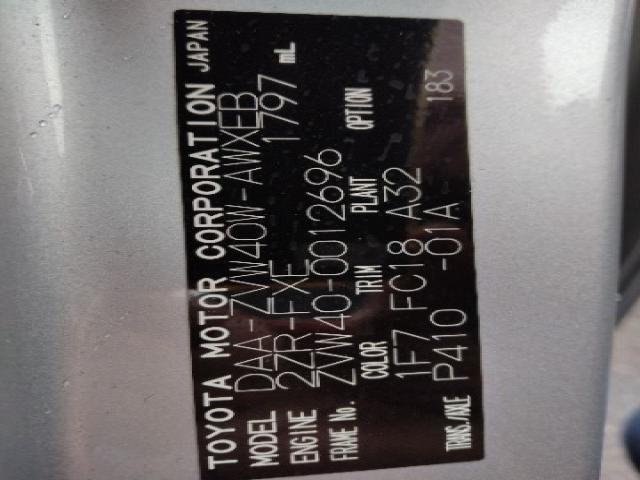 TOYOTA MOTOR CORPORATION JAPAN
MODEL DAA-ZVW40W-AWXEB
ENGINE 2ZR-FXE 1797 mL
FRAME No. ZVW40-0012696
COLOR TRIM PLANT OPTION
1F7 FC18 A32
TRANS./AXLE P410 -01A 183